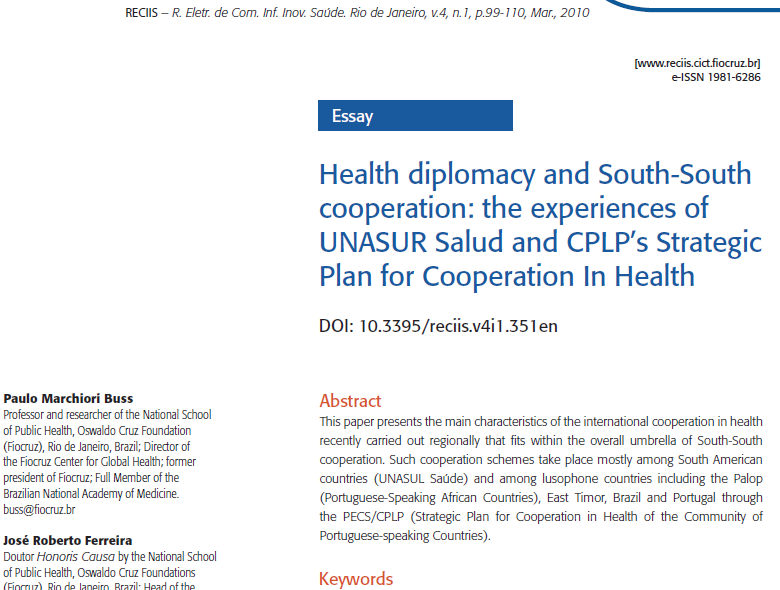 RECIIS – R. Eletr. de Com. Inf. Inov. Saúde. Rio de Janeiro, v.4, n.1, p.99-110, Mar., 2010
[www.reciis.cict.fiocruz.br]
e-ISSN 1981-6286
Essay
Health diplomacy and South-South
cooperation: the experiences of
UNASUR Salud and CPLP’s Strategic
Plan for Cooperation In Health
DOI: 10.3395/reciis.v4i1.351en
Paulo Marchiori Buss
Professor and researcher of the National School
of Public Health, Oswaldo Cruz Foundation
(Fiocruz), Rio de Janeiro, Brazil; Director of
the Fiocruz Center for Global Health; former
president of Fiocruz; Full Member of the
Brazilian National Academy of Medicine.
buss@fiocruz.br
José Roberto Ferreira
Doutor Honoris Causa by the National School
of Public Health, Oswaldo Cruz Foundations
(Fiocruz), Rio de Janeiro, Brazil; Head of the
Abstract
This paper presents the main characteristics of the international cooperation in health
recently carried out regionally that fits within the overall umbrella of South-South
cooperation. Such cooperation schemes take place mostly among South American
countries (UNASUL Saúde) and among lusophone countries including the Palop
(Portuguese-Speaking African Countries), East Timor, Brazil and Portugal through
the PECS/CPLP (Strategic Plan for Cooperation in Health of the Community of
Portuguese-speaking Countries).
Keywords